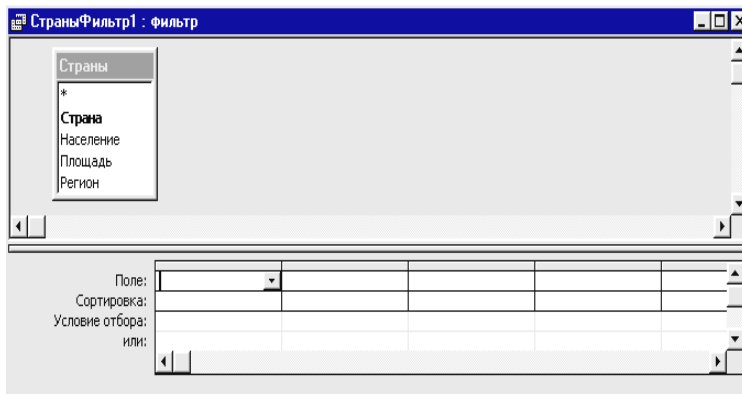 СтраныФильтр1 : фильтр
Страны
*
Страна
Население
Площадь
Регион
Поле:
Сортировка:
Условие отбора:
или: